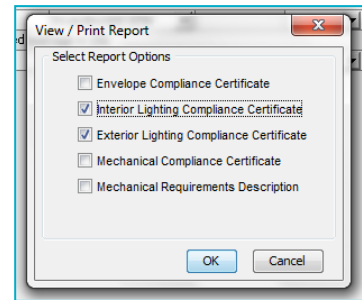 View / Print Report
ed
Select Report Options
Envelope Compliance Certificate
Interior Lighting Compliance Certificate
Exterior Lighting Compliance Certificate
Mechanical Compliance Certificate
Mechanical Requirements Description
OK
Cancel